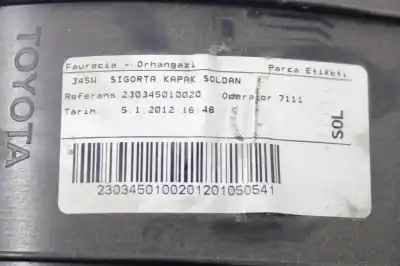 TOYOTA
Faurecia - Orhangazi Parca Etiketi
345W SIGORTA KAPAK SOLDAN
Referans 230345010020 Operator 7111
Tarih 5.1.2012 16:48
SOL
2303450100201201050541